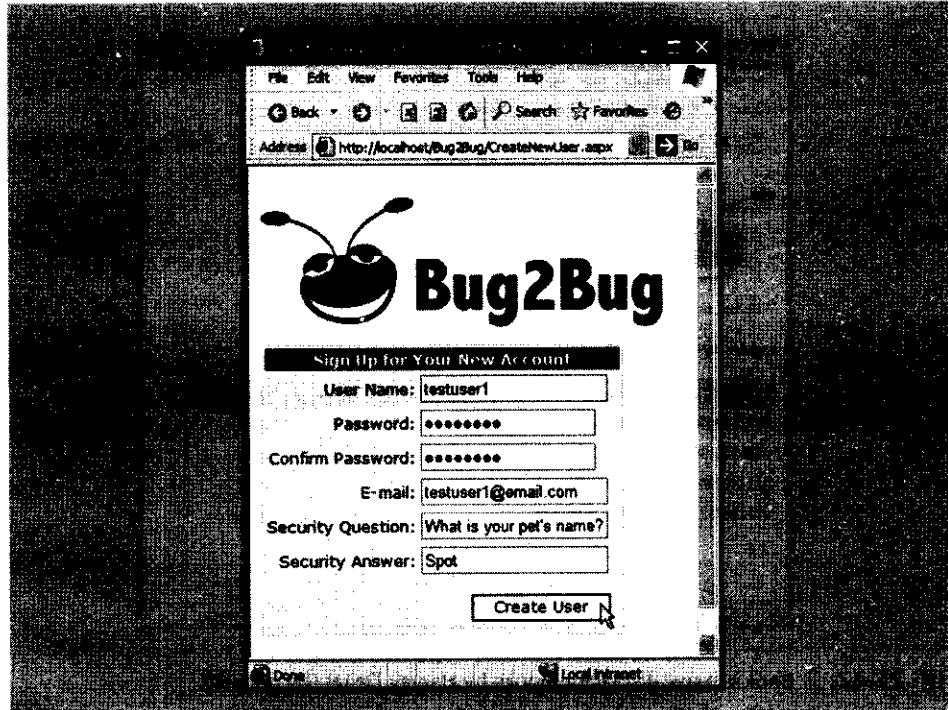 File Edit View Favorites Tools Help
Back Search Favorites
Address http://localhost/Bug2Bug/CreateNewUser.aspx Go
Bug2Bug
Sign Up for Your New Account
User Name: testuser1
Password: ●●●●●●●●
Confirm Password: ●●●●●●●●
E-mail: testuser1@email.com
Security Question: What is your pet's name?
Security Answer: Spot
Create User
Done Local intranet